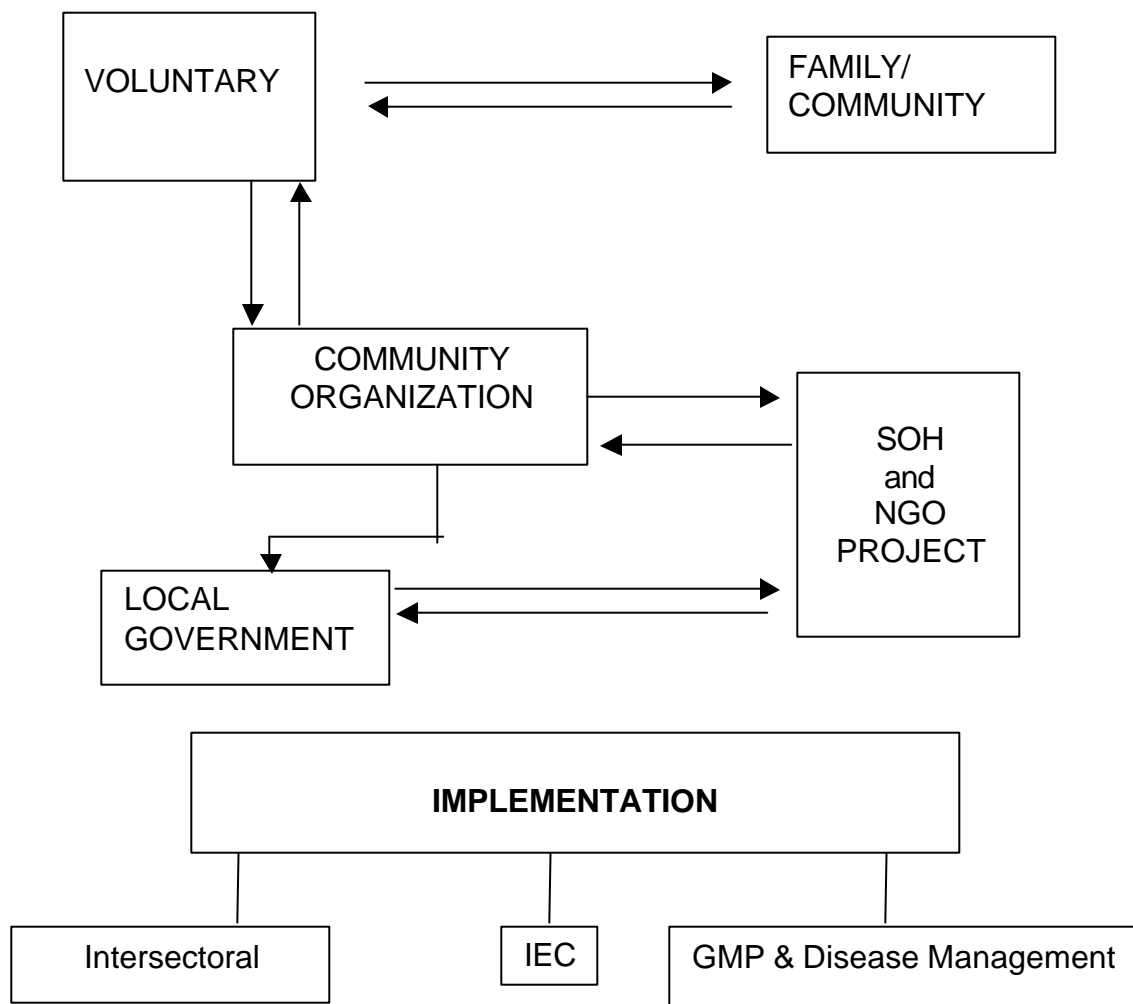 VOLUNTARY
FAMILY/
COMMUNITY
COMMUNITY
ORGANIZATION
SOH
and
NGO
PROJECT
LOCAL
GOVERNMENT
IMPLEMENTATION
Intersectoral
IEC
GMP & Disease Management